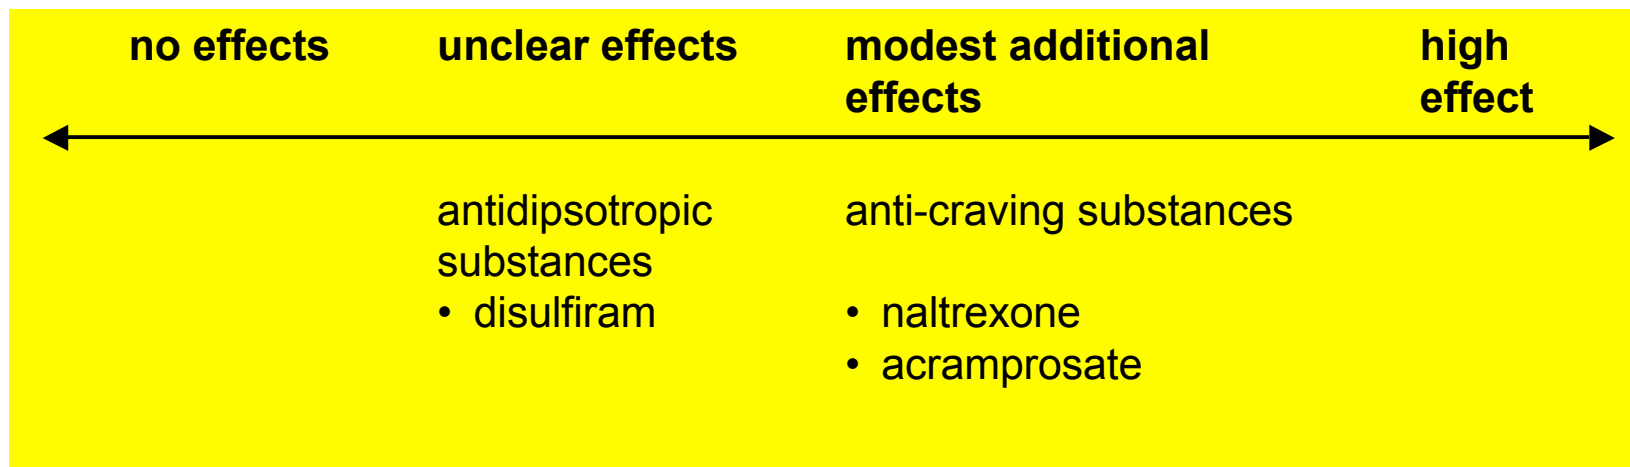 no effects
unclear effects
modest additional
effects
high
effect
antidipsotropic
substances
• disulfiram
anti-craving substances
• naltrexone
• acramprosate